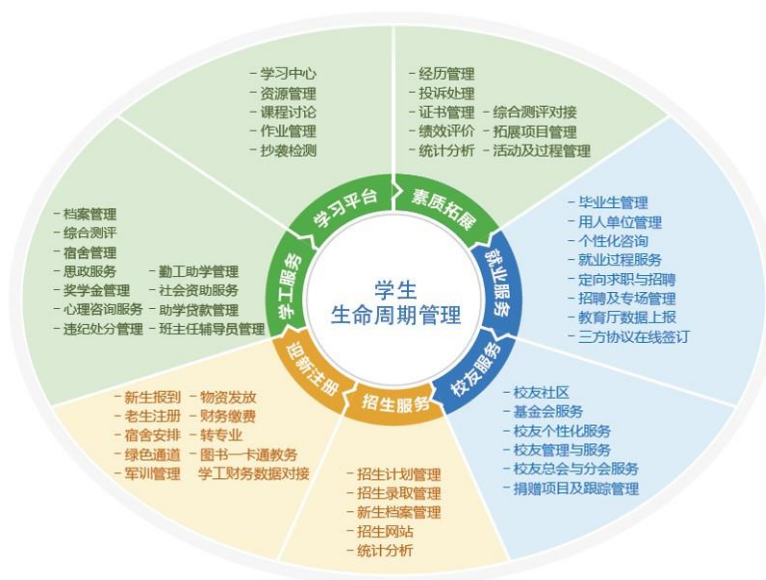 学生
生命周期管理
学习平台
- 学习中心
- 资源管理
- 课程讨论
- 作业管理
- 抄袭检测
素质拓展
- 经历管理
- 投诉处理
- 证书管理 - 综合测评对接
- 绩效评价 - 拓展项目管理
- 统计分析 - 活动及过程管理
就业服务
- 毕业生管理
- 用人单位管理
- 个性化咨询
- 就业过程服务
- 定向求职与招聘
- 招聘及专场管理
- 教育厅数据上报
- 三方协议在线签订
校友服务
- 校友社区
- 基金会服务
- 校友个性化服务
- 校友管理与服务
- 校友总会与分会服务
- 捐赠项目及跟踪管理
招生服务
- 招生计划管理
- 招生录取管理
- 新生档案管理
- 招生网站
- 统计分析
迎新注册
- 新生报到 - 物资发放
- 老生注册 - 财务缴费
- 宿舍安排 - 转专业
- 绿色通道 - 图书一卡通教务
- 军训管理 学工财务数据对接
学工服务
- 档案管理
- 综合测评
- 宿舍管理
- 思政服务 - 勤工助学管理
- 奖学金管理 - 社会资助服务
- 心理咨询服务 - 助学贷款管理
- 违纪处分管理 - 班主任辅导员管理